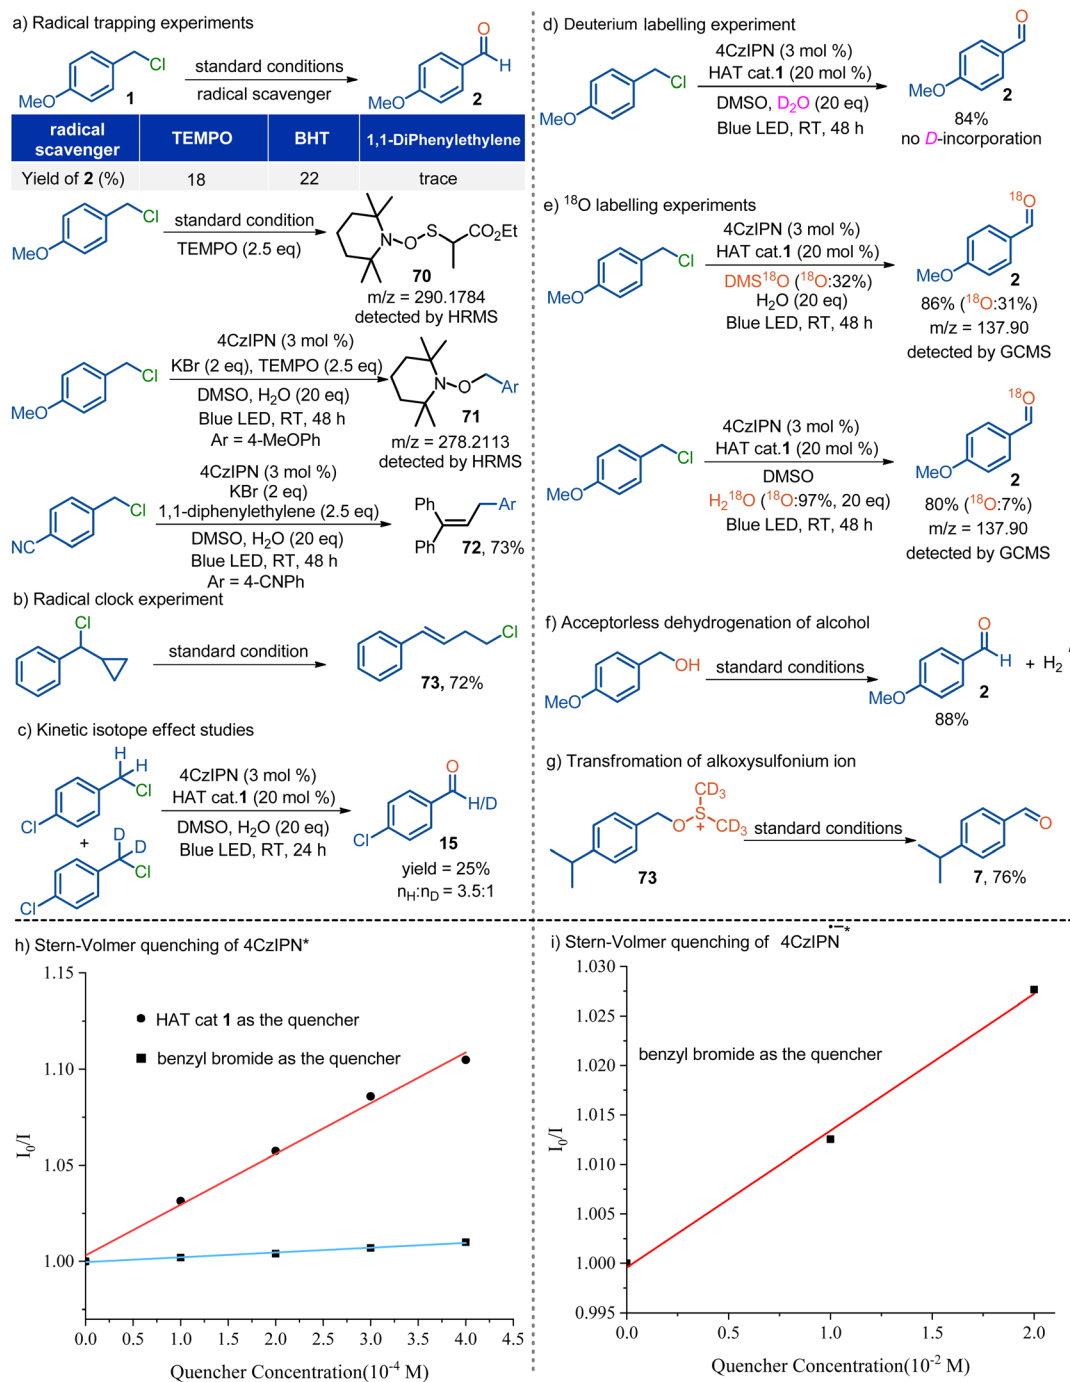 a) Radical trapping experiments
Cl
MeO
1
standard conditions
radical scavenger
O
H
MeO
2
radical scavenger
TEMPO
BHT
1,1-DiPhenylethylene
Yield of 2 (%)
18
22
trace
Cl
MeO
standard condition
TEMPO (2.5 eq)
N
O
S
CO2Et
70
m/z = 290.1784
detected by HRMS
4CzIPN (3 mol %)
KBr (2 eq), TEMPO (2.5 eq)
DMSO, H2O (20 eq)
Blue LED, RT, 48 h
Ar = 4-MeOPh
Cl
MeO
N
O
Ar
71
m/z = 278.2113
detected by HRMS
4CzIPN (3 mol %)
KBr (2 eq)
1,1-diphenylethylene (2.5 eq)
DMSO, H2O (20 eq)
Blue LED, RT, 48 h
Ar = 4-CNPh
Cl
NC
Ph
Ar
Ph
72, 73%
b) Radical clock experiment
Cl
standard condition
Cl
73, 72%
c) Kinetic isotope effect studies
H
H
Cl
Cl
+
D
D
Cl
Cl
4CzIPN (3 mol %)
HAT cat.1 (20 mol %)
DMSO, H2O (20 eq)
Blue LED, RT, 24 h
O
H/D
Cl
15
yield = 25%
nH:nD = 3.5:1
d) Deuterium labelling experiment
Cl
MeO
4CzIPN (3 mol %)
HAT cat.1 (20 mol %)
DMSO, D2O (20 eq)
Blue LED, RT, 48 h
O
MeO
2
84%
no D-incorporation
e) 18O labelling experiments
Cl
MeO
4CzIPN (3 mol %)
HAT cat.1 (20 mol %)
DMS18O (18O:32%)
H2O (20 eq)
Blue LED, RT, 48 h
18O
MeO
2
86% (18O:31%)
m/z = 137.90
detected by GCMS
Cl
MeO
4CzIPN (3 mol %)
HAT cat.1 (20 mol %)
DMSO
H218O (18O:97%, 20 eq)
Blue LED, RT, 48 h
18O
MeO
2
80% (18O:7%)
m/z = 137.90
detected by GCMS
f) Acceptorless dehydrogenation of alcohol
OH
MeO
standard conditions
O
H
MeO
2
88%
+ H2
g) Transfromation of alkoxysulfonium ion
CD3
O
S
+
CD3
73
standard conditions
O
7, 76%
h) Stern-Volmer quenching of 4CzIPN*
1.15
1.10
1.05
1.00
I0/I
HAT cat 1 as the quencher
benzyl bromide as the quencher
0.0 0.5 1.0 1.5 2.0 2.5 3.0 3.5 4.0 4.5
Quencher Concentration(10-4 M)
i) Stern-Volmer quenching of 4CzIPN•−*
1.030
1.025
1.020
1.015
1.010
1.005
1.000
0.995
I0/I
benzyl bromide as the quencher
0.0 0.5 1.0 1.5 2.0
Quencher Concentration(10-2 M)